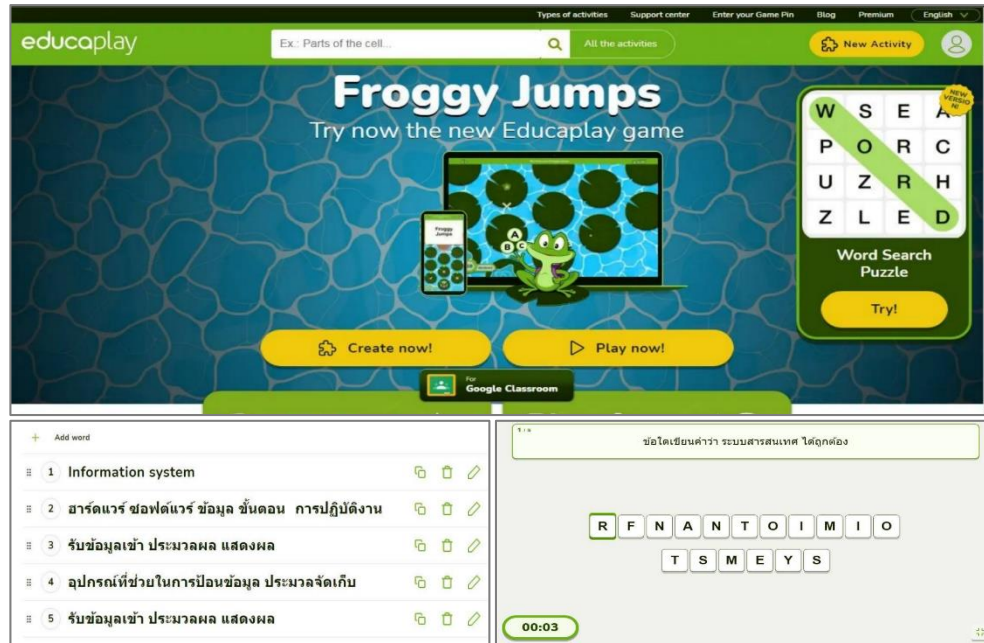 Types of activities Support center Enter your Game Pin Blog Premium English
educaplay Ex.: Parts of the cell... All the activities New Activity
Froggy Jumps
Try now the new Educaplay game
NEW VERSION!
W S E A
P O R C
U Z R H
Z L E D
Froggy Jumps
A
B C
Word Search Puzzle
Try!
Create now! Play now!
For
Google Classroom
+ Add word
1 Information system
2 ฮาร์ดแวร์ ซอฟต์แวร์ ข้อมูล ขั้นตอน การปฏิบัติงาน
3 รับข้อมูลเข้า ประมวลผล แสดงผล
4 อุปกรณ์ที่ช่วยในการป้อนข้อมูล ประมวลจัดเก็บ
5 รับข้อมูลเข้า ประมวลผล แสดงผล
ข้อใดเขียนคำว่า ระบบสารสนเทศ ได้ถูกต้อง
R F N A N T O I M I O
T S M E Y S
00:03